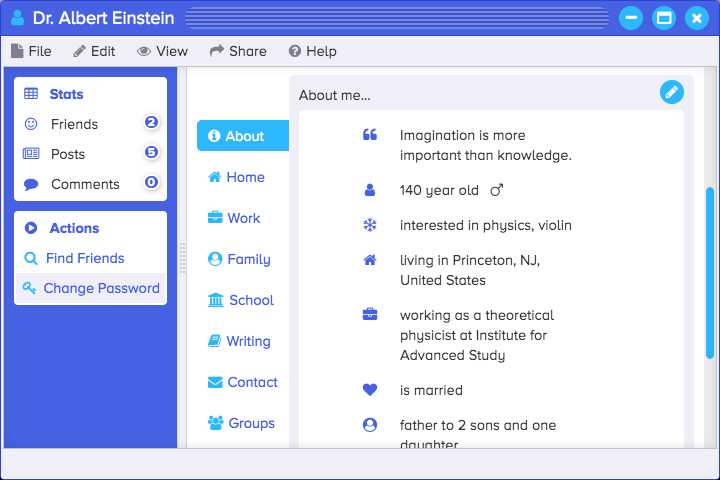 Dr. Albert Einstein
File Edit View Share Help
Stats
Friends 2
Posts 5
Comments 0
Actions
Find Friends
Change Password
About
Home
Work
Family
School
Writing
Contact
Groups
About me...
Imagination is more
important than knowledge.
140 year old
interested in physics, violin
living in Princeton, NJ,
United States
working as a theoretical
physicist at Institute for
Advanced Study
is married
father to 2 sons and one
daughter